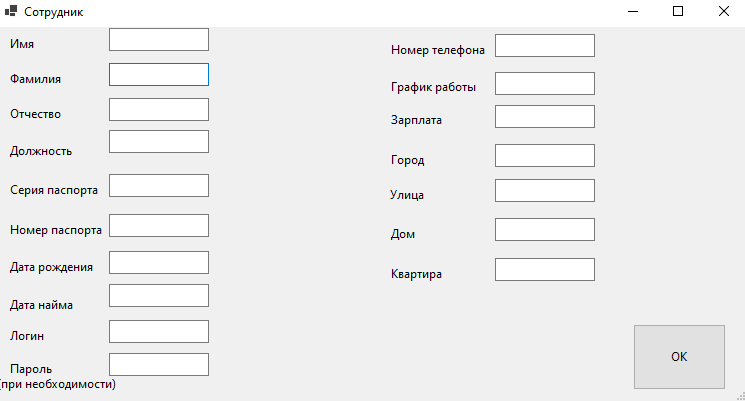 Сотрудник
Имя
Фамилия
Отчество
Должность
Серия паспорта
Номер паспорта
Дата рождения
Дата найма
Логин
Пароль
(при необходимости)
Номер телефона
График работы
Зарплата
Город
Улица
Дом
Квартира
ОК